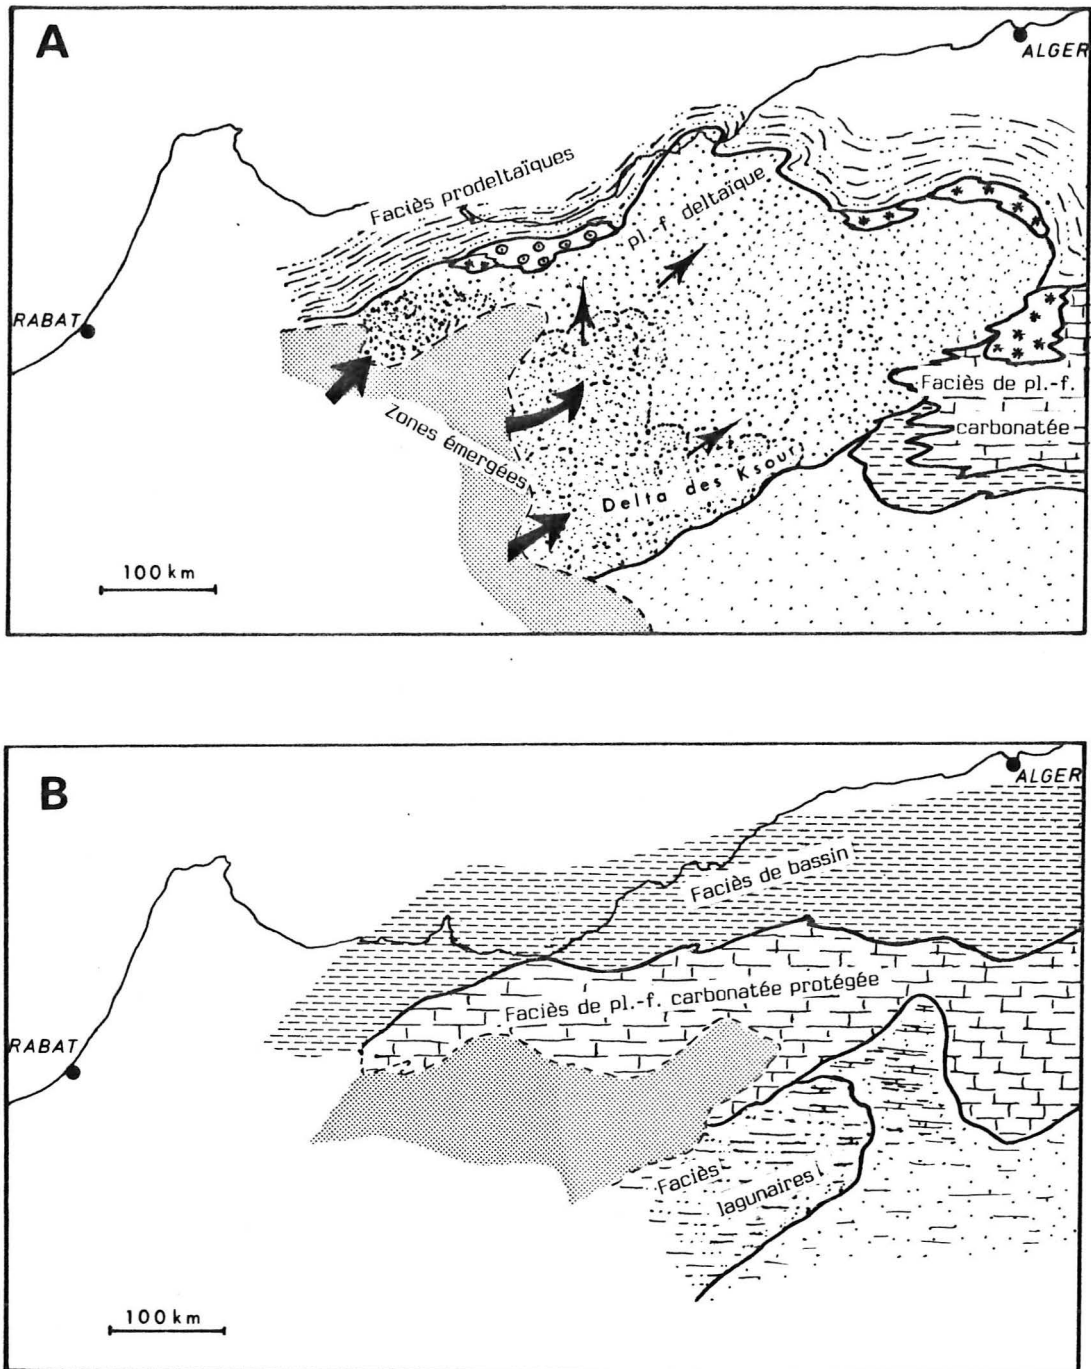 A
ALGER
Faciès prodeltaïques
pl.-f. deltaïque
RABAT
Faciès de pl.-f.
carbonatée
Zones émergées
Delta des Ksour
100 km
B
ALGER
Faciès de bassin
Faciès de pl.-f. carbonatée protégée
RABAT
Faciès
lagunaires
100 km